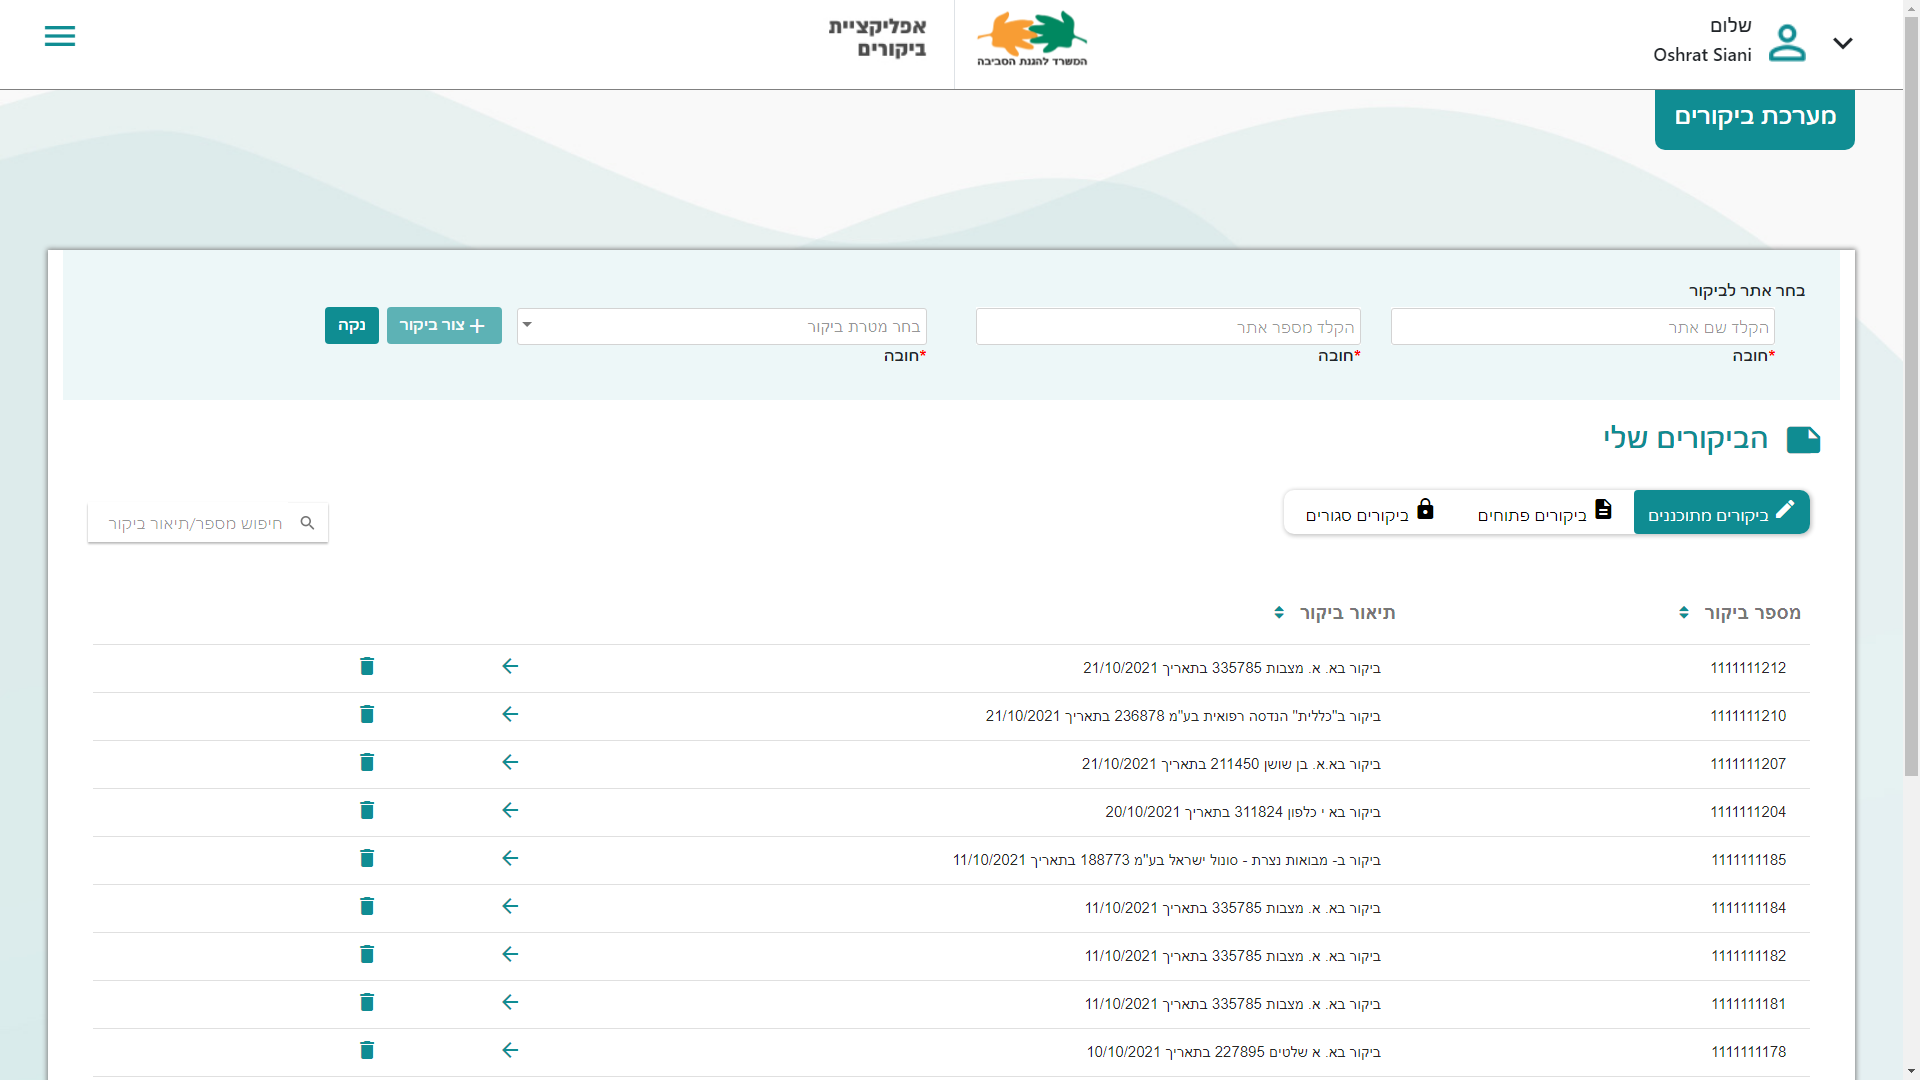 שלום
Oshrat Siani
המשרד להגנת הסביבה
אפליקציית
ביקורים
מערכת ביקורים
בחר אתר לביקור
הקלד שם אתר
הקלד מספר אתר
בחר מטרת ביקור
צור ביקור
נקה
*חובה
*חובה
*חובה
הביקורים שלי
ביקורים מתוכננים
ביקורים פתוחים
ביקורים סגורים
חיפוש מספר/תיאור ביקור
מספר ביקור
תיאור ביקור
1111111212 ביקור בא. א. מצבות 335785 בתאריך 21/10/2021
1111111210 ביקור ב"כללית" הנדסה רפואית בע"מ 236878 בתאריך 21/10/2021
1111111207 ביקור בא.א. בן שושן 211450 בתאריך 21/10/2021
1111111204 ביקור בא י כלפון 311824 בתאריך 20/10/2021
1111111185 ביקור ב- מבואות נצרת - סונול ישראל בע"מ 188773 בתאריך 11/10/2021
1111111184 ביקור בא. א. מצבות 335785 בתאריך 11/10/2021
1111111182 ביקור בא. א. מצבות 335785 בתאריך 11/10/2021
1111111181 ביקור בא. א. מצבות 335785 בתאריך 11/10/2021
1111111178 ביקור בא. א שלטים 227895 בתאריך 10/10/2021